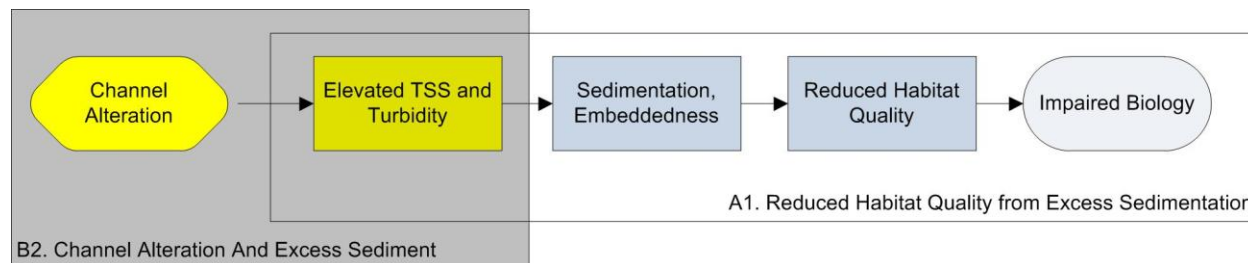 Channel
Alteration
Elevated TSS and
Turbidity
Sedimentation,
Embeddedness
Reduced Habitat
Quality
Impaired Biology
A1. Reduced Habitat Quality from Excess Sedimentation
B2. Channel Alteration And Excess Sediment